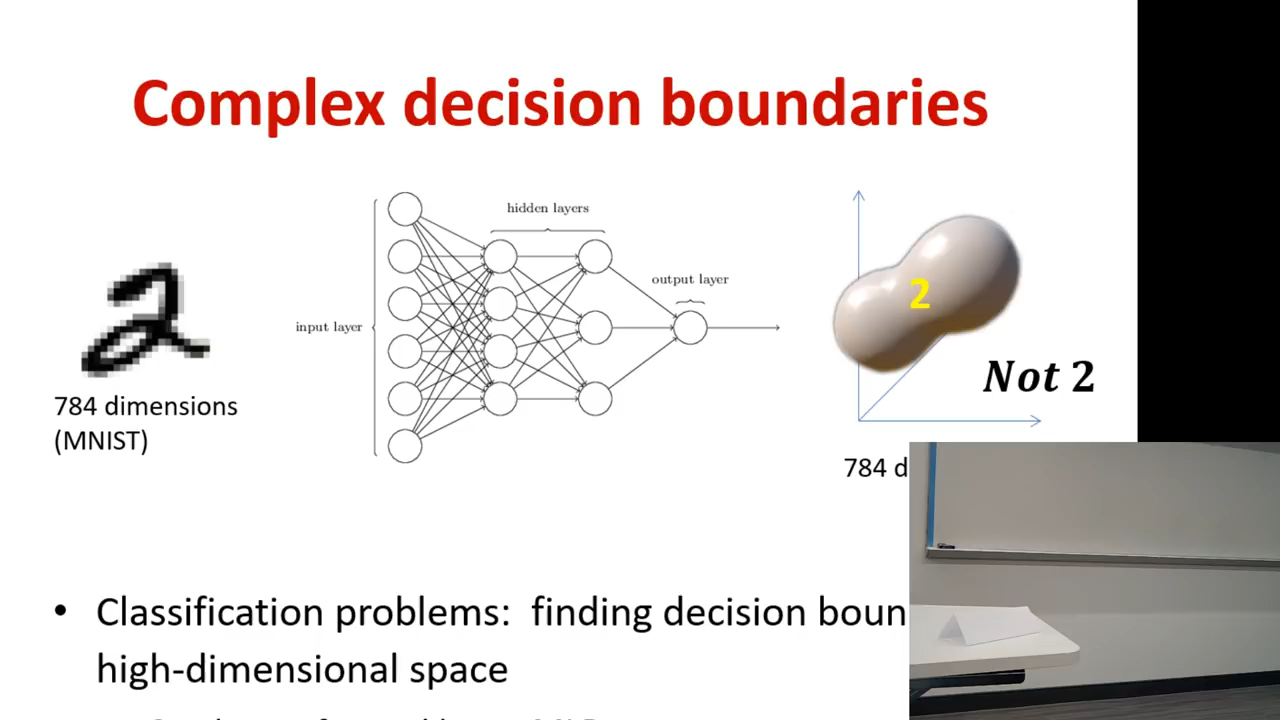 Complex decision boundaries
hidden layers
output layer
input layer
2
Not 2
784 dimensions
(MNIST)
784 d
• Classification problems: finding decision boun
high-dimensional space